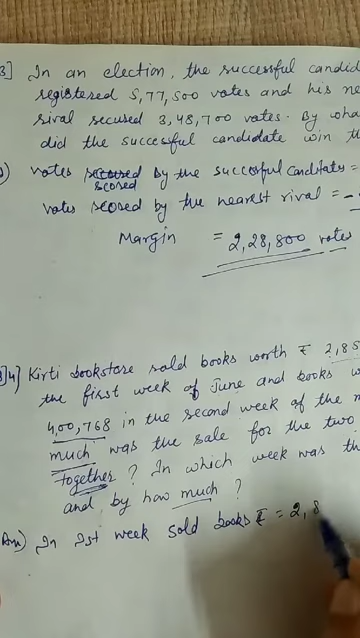 3] In an election, the successful candid
registered 5,77,500 votes and his ne
rival secured 3,48,700 votes. By wha
did the successful candidate win th
votes scored by the succesful canditates =
votes scored by the nearest rival = -
Margin = 2,28,800 votes
4] Kirti bookstore sold books worth ₹ 2,85
the first week of June and books w
4,00,768 in the second week of the m
much was the sale for the two
together? In which week was th
and by how much?
Ans) In 1st week sold books ₹ = 2,8